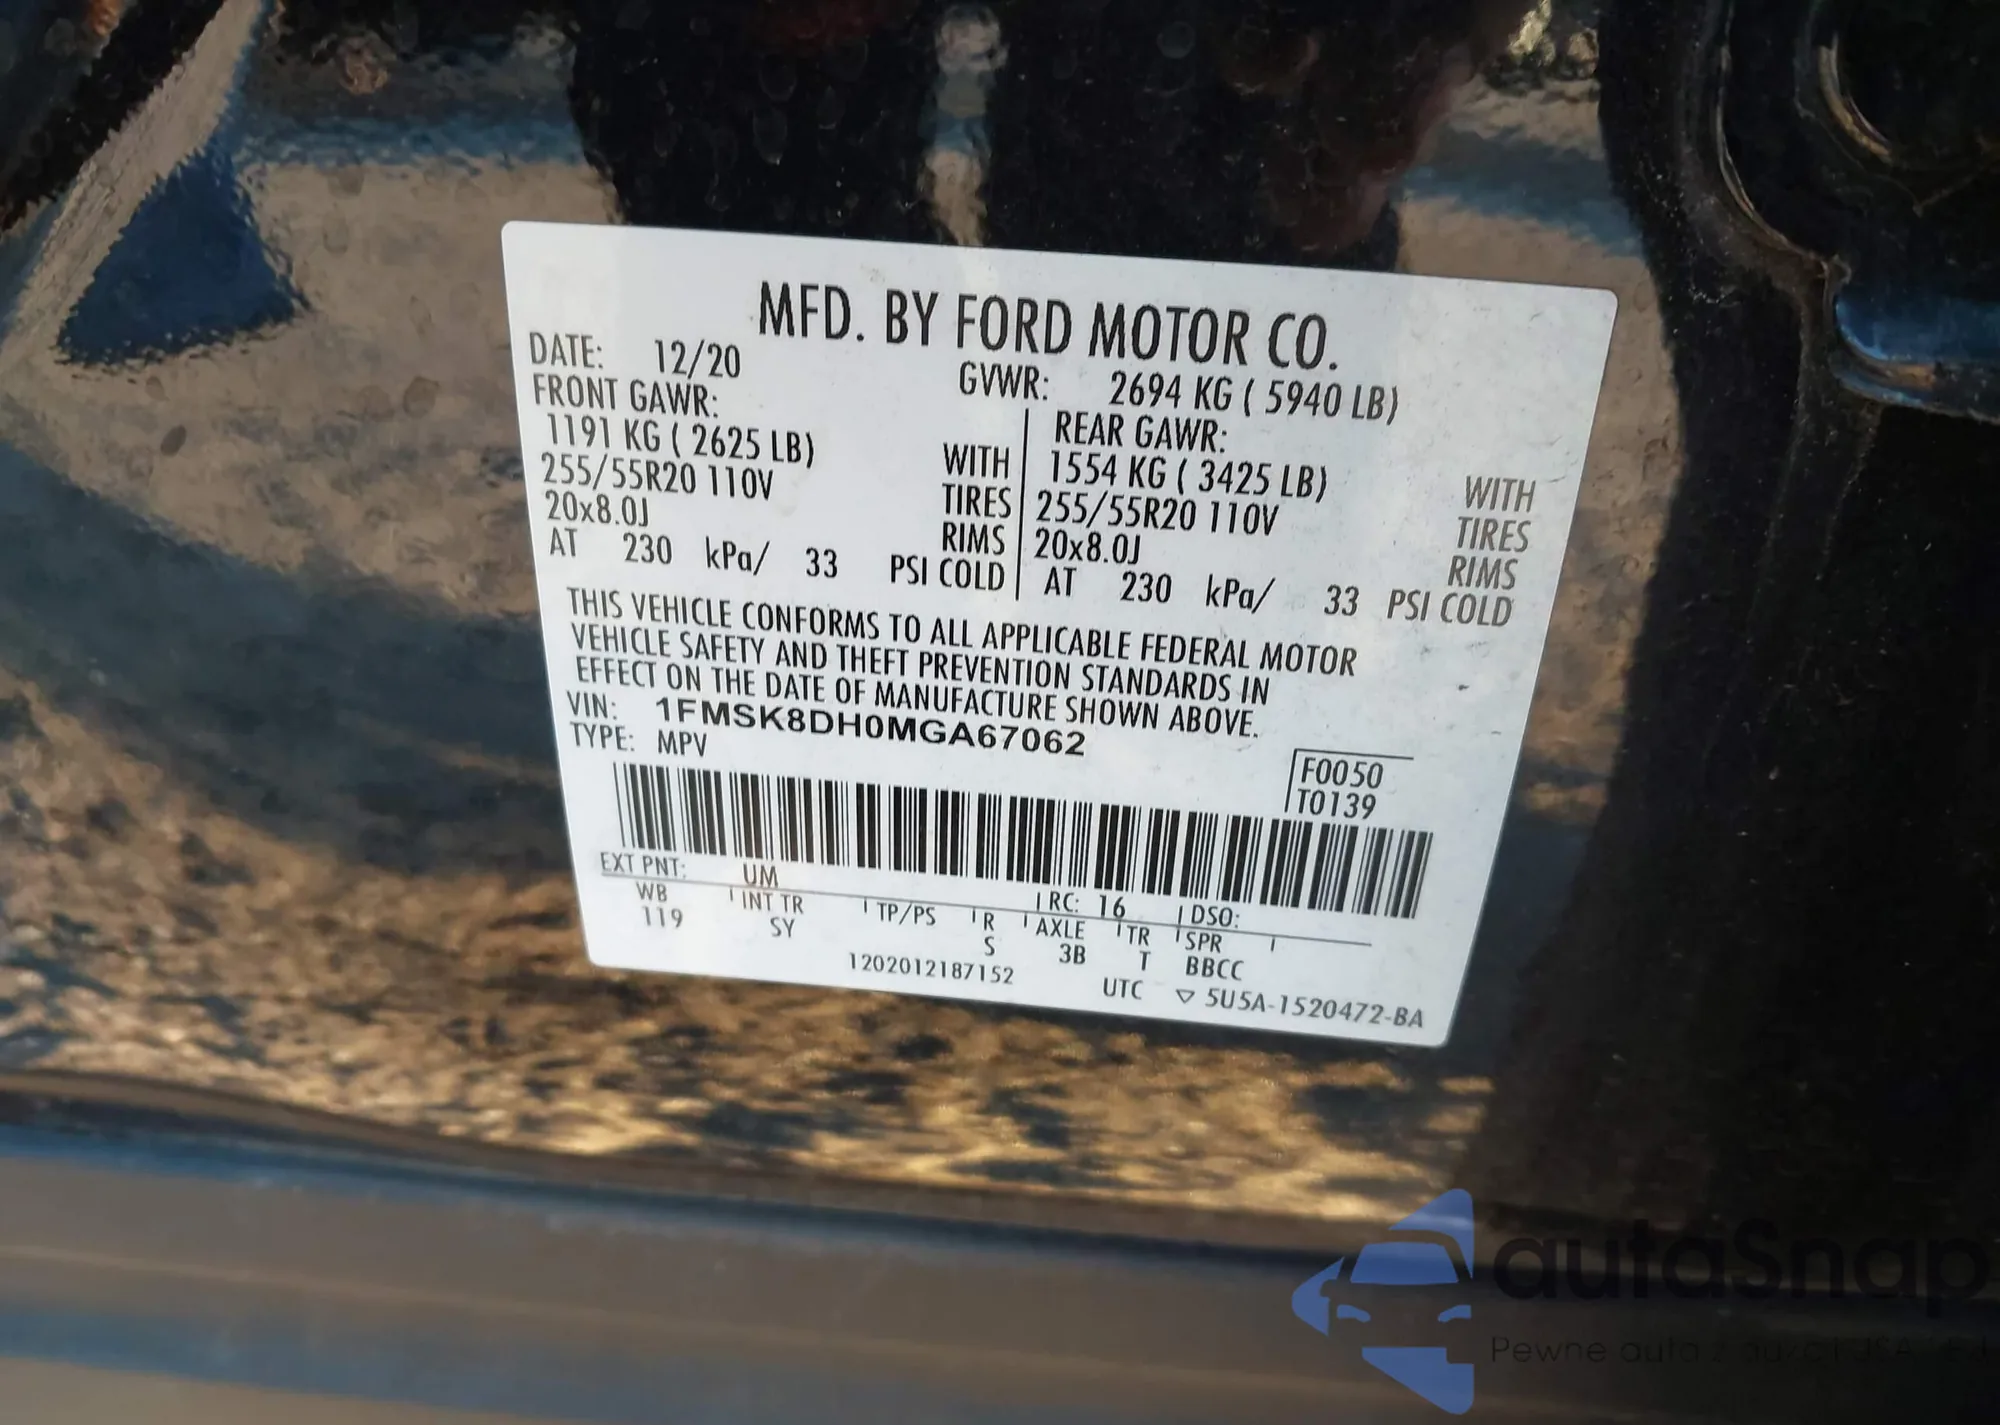 MFD. BY FORD MOTOR CO.
DATE: 12/20 GVWR: 2694 KG ( 5940 LB)
FRONT GAWR: REAR GAWR:
1191 KG ( 2625 LB) WITH 1554 KG ( 3425 LB) WITH
255/55R20 110V TIRES 255/55R20 110V TIRES
20x8.0J RIMS 20x8.0J RIMS
AT 230 kPa/ 33 PSI COLD AT 230 kPa/ 33 PSI COLD
THIS VEHICLE CONFORMS TO ALL APPLICABLE FEDERAL MOTOR
VEHICLE SAFETY AND THEFT PREVENTION STANDARDS IN
EFFECT ON THE DATE OF MANUFACTURE SHOWN ABOVE.
VIN: 1FMSK8DH0MGA67062
TYPE: MPV
F0050
T0139
EXT PNT: UM RC: 16 DSO:
WB INT TR TP/PS R AXLE TR SPR
119 SY S 3B T BBCC
1202012187152 UTC ▽ 5U5A-1520472-BA
autaSnap
Pewne auta z